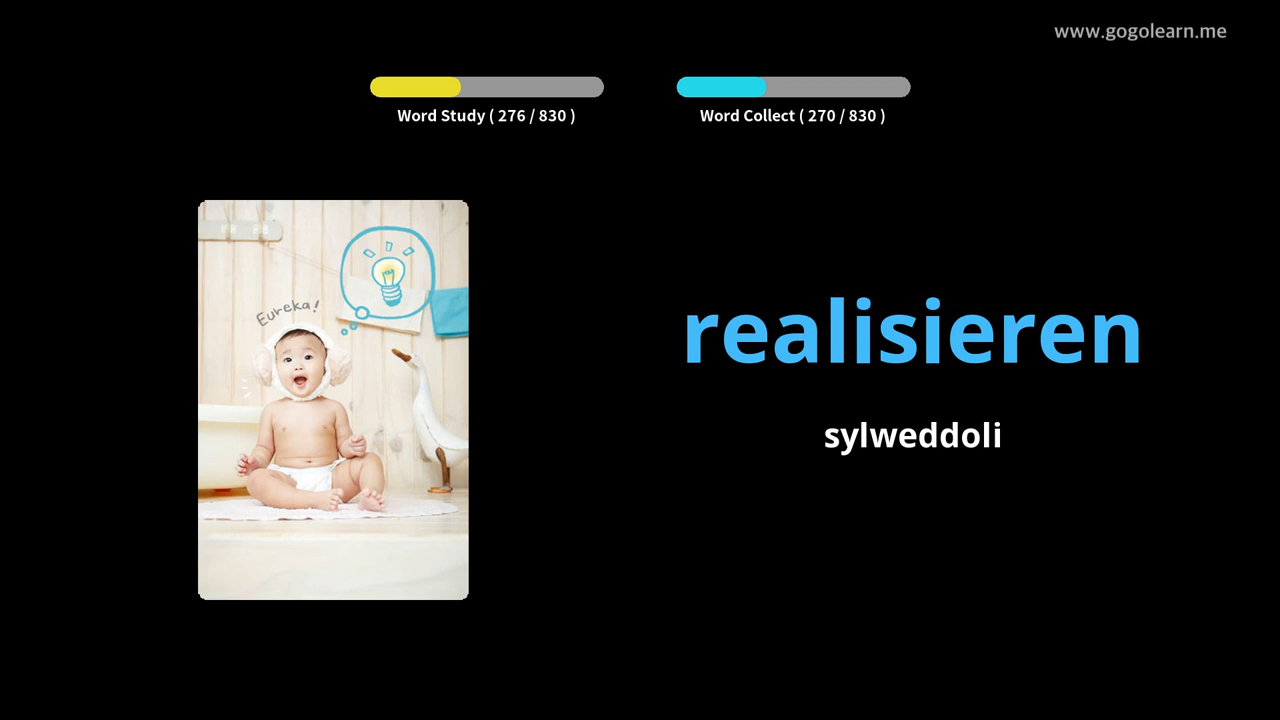 www.gogolearn.me
Word Study ( 276 / 830 )
Word Collect ( 270 / 830 )
Eureka!
realisieren
sylweddoli